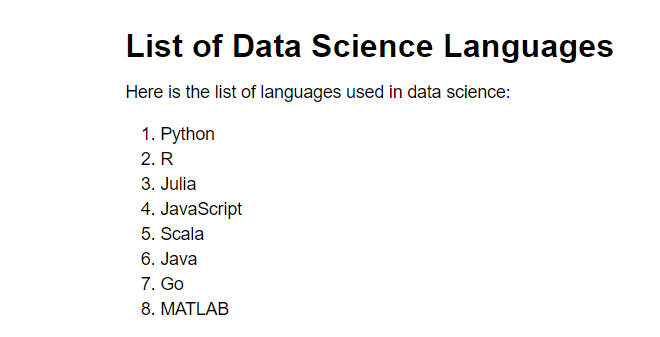 List of Data Science Languages
Here is the list of languages used in data science:
1. Python
2. R
3. Julia
4. JavaScript
5. Scala
6. Java
7. Go
8. MATLAB